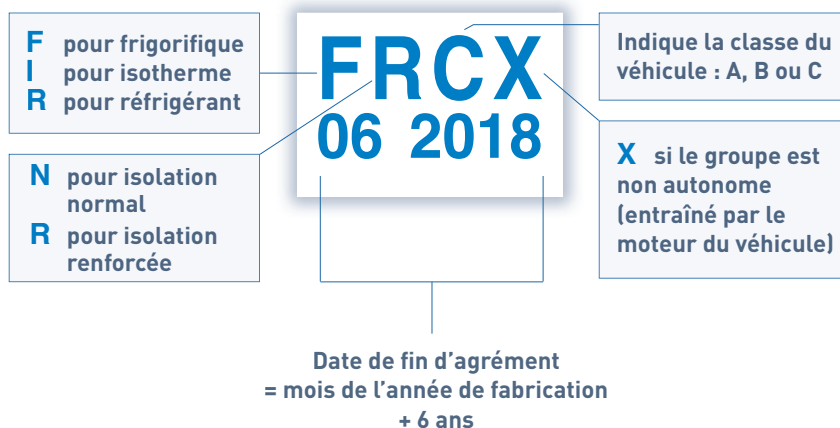 F pour frigorifique
I pour isotherme
R pour réfrigérant
N pour isolation
normal
R pour isolation
renforcée
FRCX
06 2018
Indique la classe du
véhicule : A, B ou C
X si le groupe est
non autonome
(entraîné par le
moteur du véhicule)
Date de fin d’agrément
= mois de l’année de fabrication
+ 6 ans